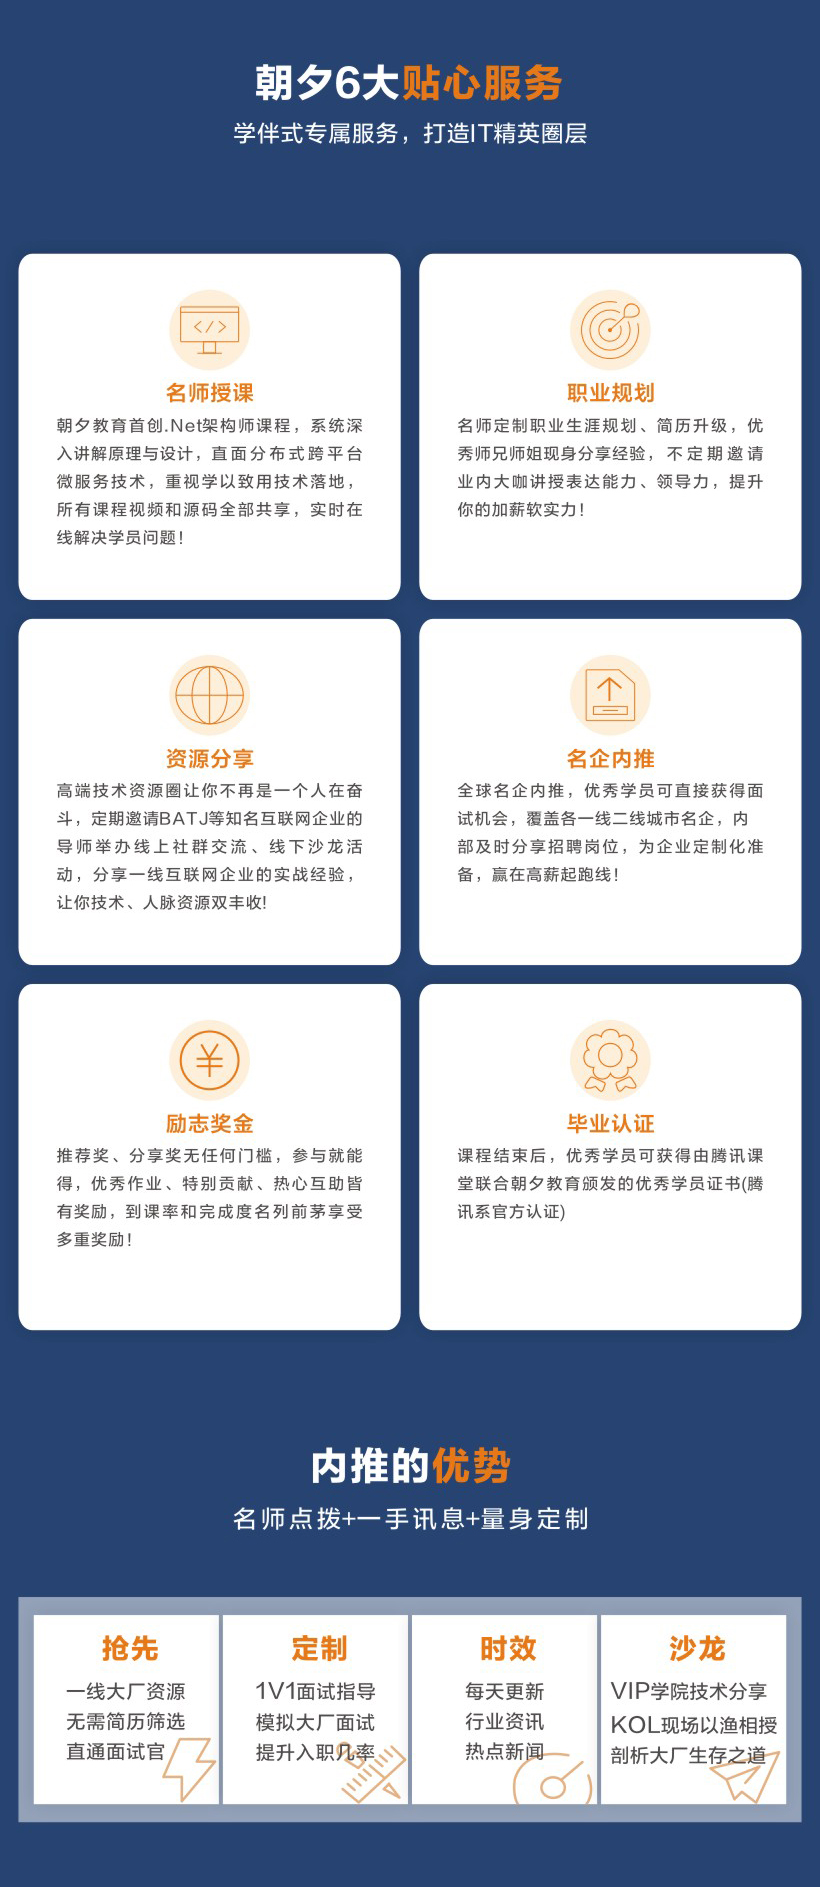 朝夕6大贴心服务
学伴式专属服务，打造IT精英圈层
名师授课
朝夕教育首创.Net架构师课程，系统深
入讲解原理与设计，直面分布式跨平台
微服务技术，重视学以致用技术落地，
所有课程视频和源码全部共享，实时在
线解决学员问题！
职业规划
名师定制职业生涯规划、简历升级，优
秀师兄师姐现身分享经验，不定期邀请
业内大咖讲授表达能力、领导力，提升
你的加薪软实力！
资源分享
高端技术资源圈让你不再是一个人在奋
斗，定期邀请BATJ等知名互联网企业的
导师举办线上社群交流、线下沙龙活
动，分享一线互联网企业的实战经验，
让你技术、人脉资源双丰收!
名企内推
全球名企内推，优秀学员可直接获得面
试机会，覆盖各一线二线城市名企，内
部及时分享招聘岗位，为企业定制化准
备，赢在高薪起跑线！
励志奖金
推荐奖、分享奖无任何门槛，参与就能
得，优秀作业、特别贡献、热心互助皆
有奖励，到课率和完成度名列前茅享受
多重奖励！
毕业认证
课程结束后，优秀学员可获得由腾讯课
堂联合朝夕教育颁发的优秀学员证书(腾
讯系官方认证)
内推的优势
名师点拨+一手讯息+量身定制
抢先
一线大厂资源
无需简历筛选
直通面试官
定制
1V1面试指导
模拟大厂面试
提升入职几率
时效
每天更新
行业资讯
热点新闻
沙龙
VIP学院技术分享
KOL现场以渔相授
剖析大厂生存之道